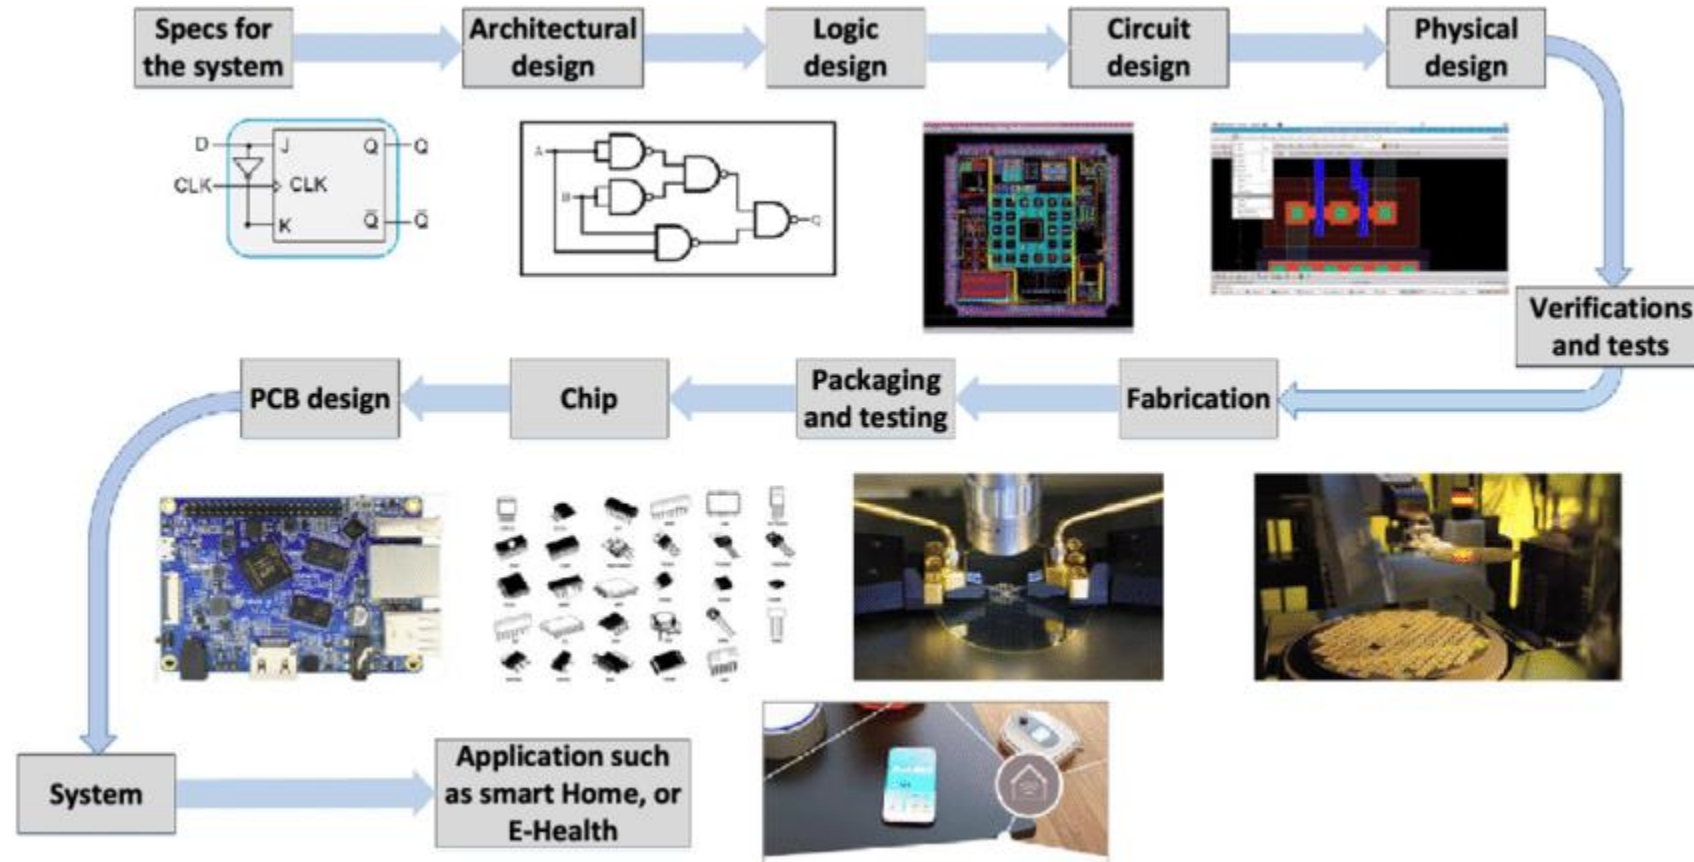 Specs for
the system
Architectural
design
Logic
design
Circuit
design
Physical
design
D
J
Q
Q
CLK
CLK
K
Q̅
Q̅
A
B
C
Verifications
and tests
PCB design
Chip
Packaging
and testing
Fabrication
System
Application such
as smart Home, or
E-Health